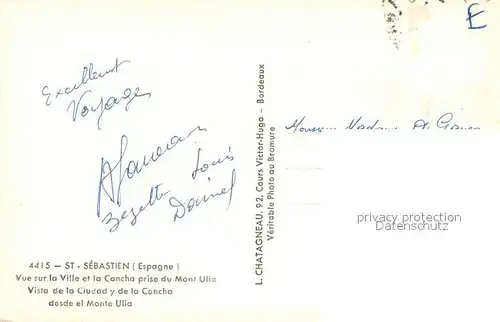 E
Excellent
Voyage
Louis
Daniel
4415 — ST - SÉBASTIEN ( Espagne )
Vue sur la Ville et la Concha prise du Mont Ulia
Vista de la Ciudad y de la Concha
desde el Monte Ulia
L. CHATAGNEAU, 92, Cours Victor-Hugo - Bordeaux
Véritable Photo au Bromure
Monsieur Madame
privacy protection
Datenschutz